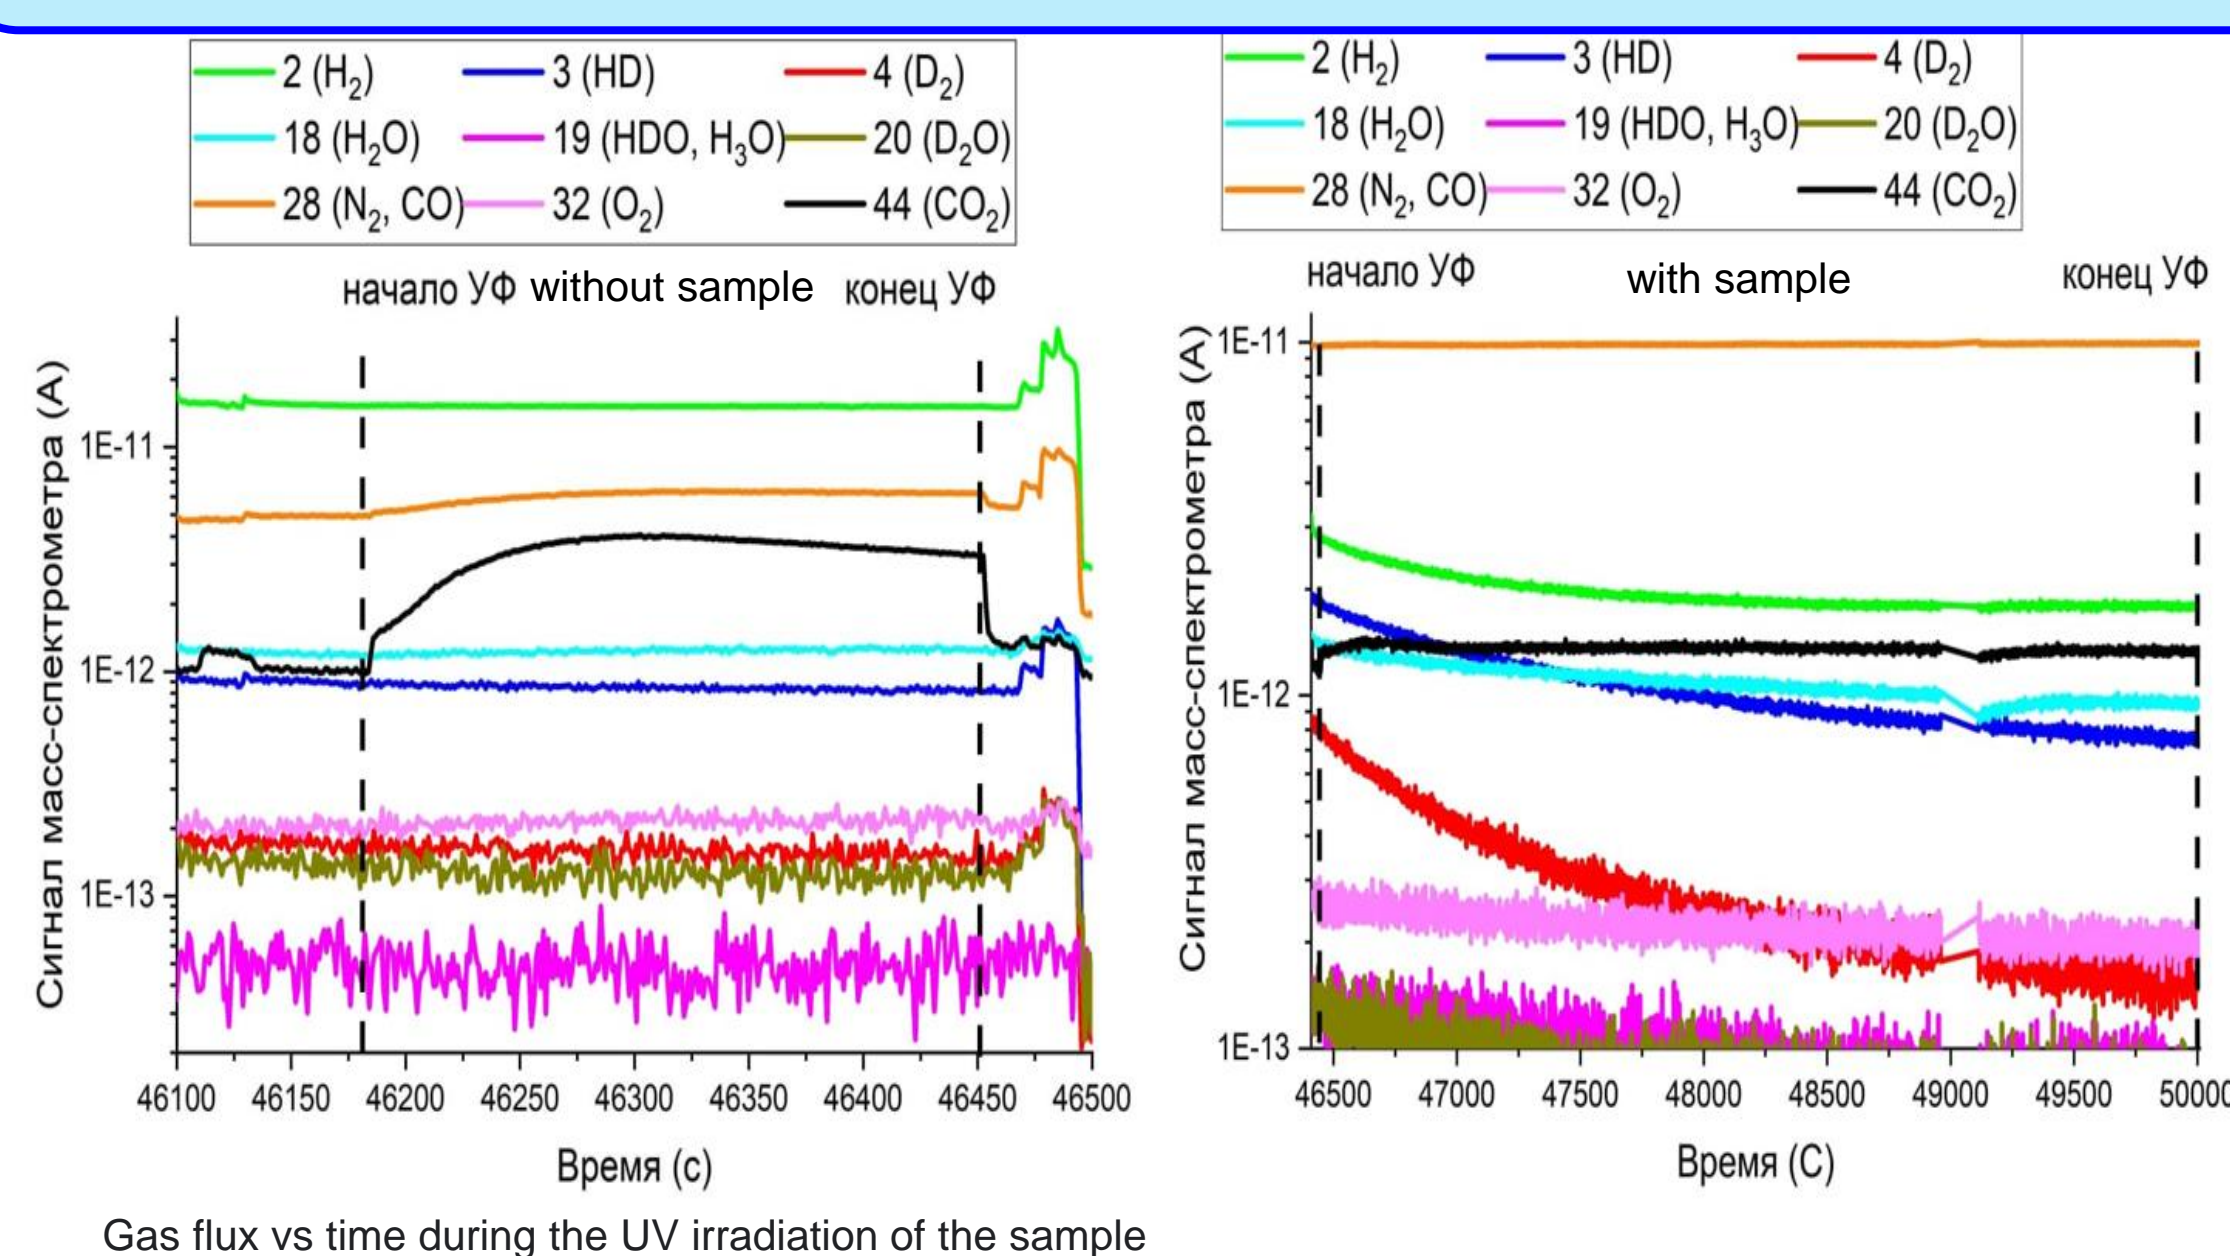 2 (H₂) 3 (HD) 4 (D₂)
18 (H₂O) 19 (HDO, H₃O) 20 (D₂O)
28 (N₂, CO) 32 (O₂) 44 (CO₂)
начало УФ without sample конец УФ
Сигнал масс-спектрометра (А)
1E-11
1E-12
1E-13
46100 46150 46200 46250 46300 46350 46400 46450 46500
Время (с)
2 (H₂) 3 (HD) 4 (D₂)
18 (H₂O) 19 (HDO, H₃O) 20 (D₂O)
28 (N₂, CO) 32 (O₂) 44 (CO₂)
начало УФ with sample конец УФ
Сигнал масс-спектрометра (А)
1E-11
1E-12
1E-13
46500 47000 47500 48000 48500 49000 49500 50000
Время (С)
Gas flux vs time during the UV irradiation of the sample